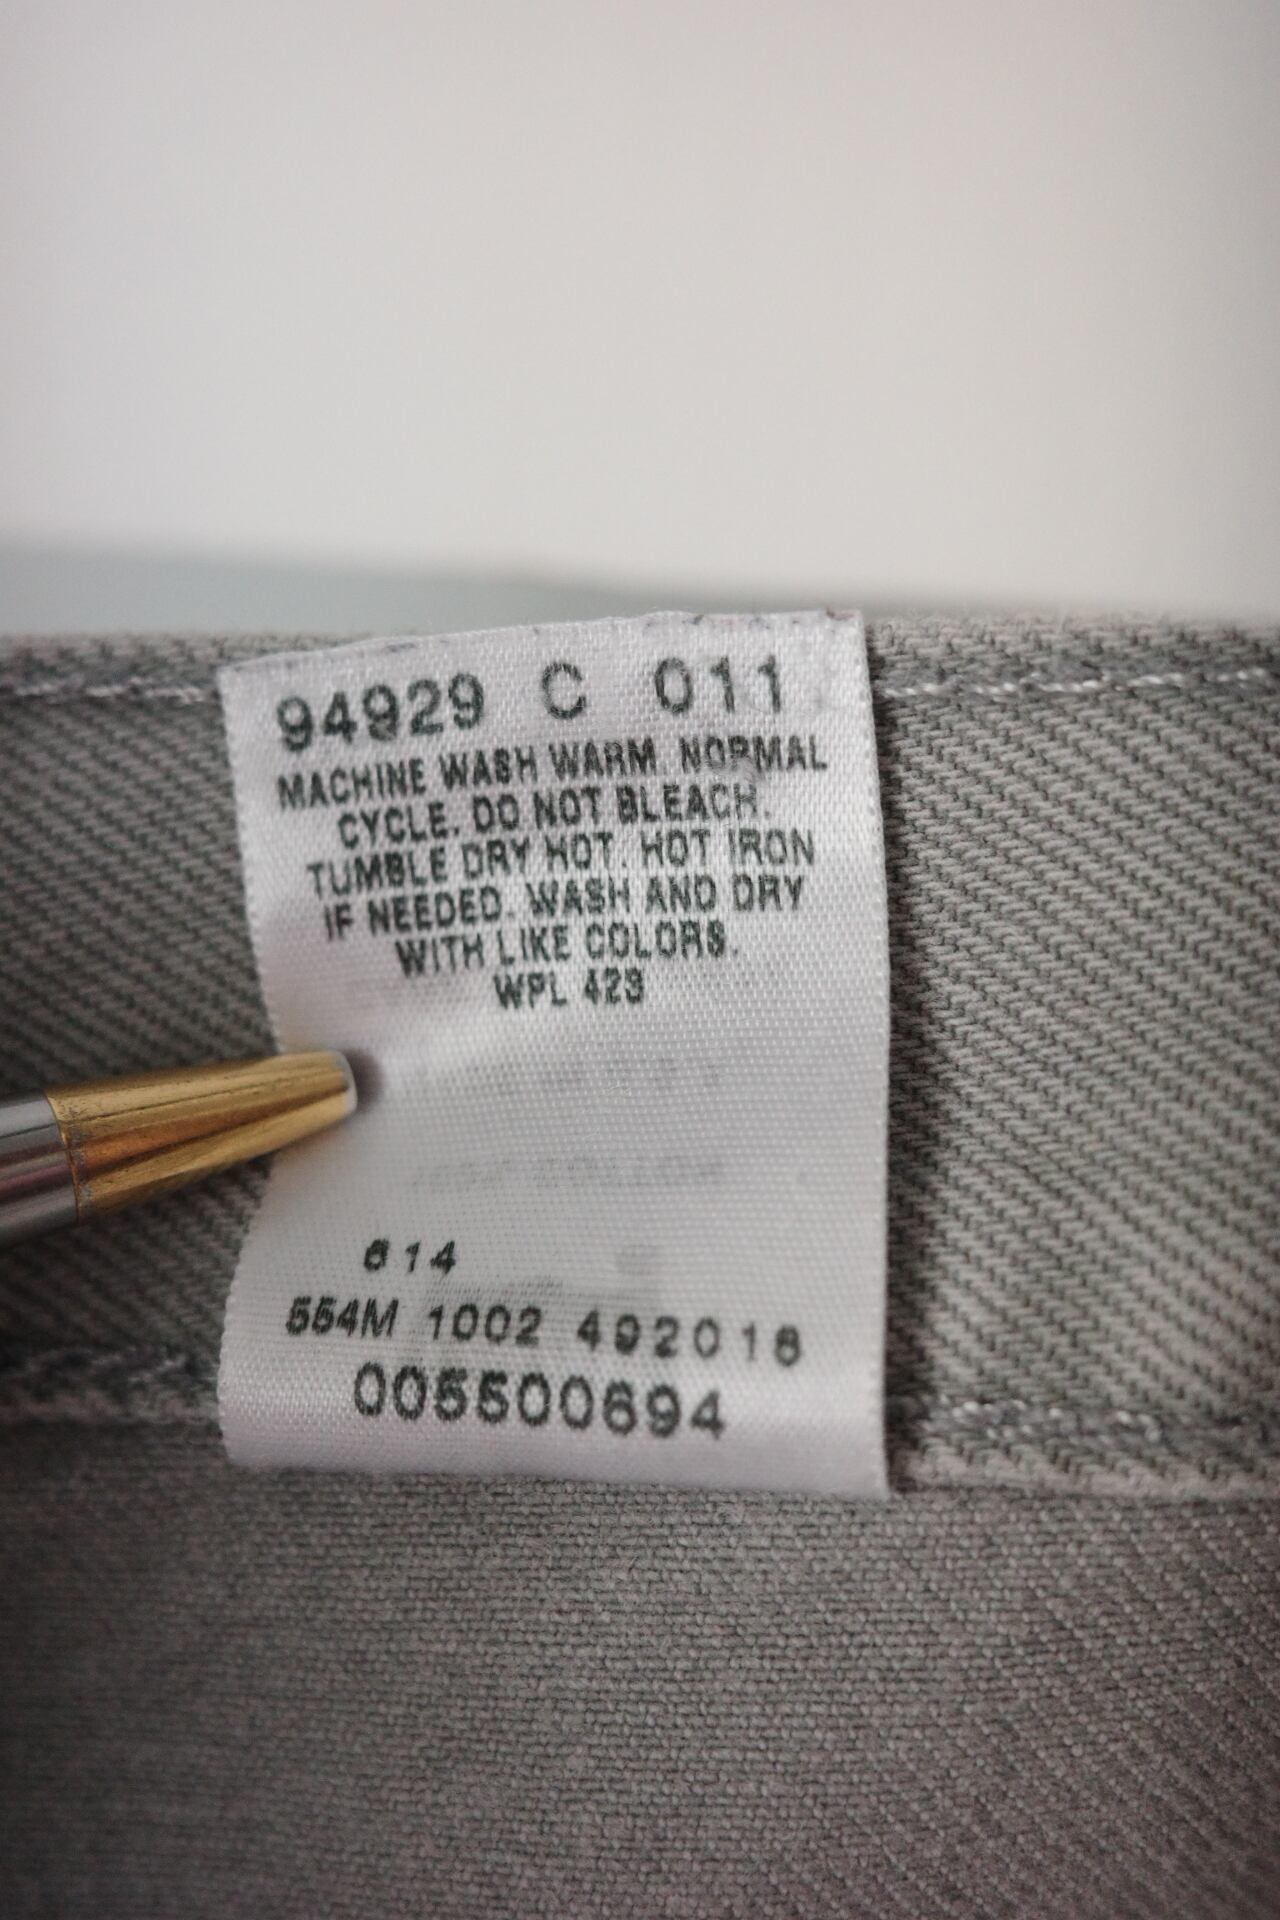 94929 C 011
MACHINE WASH WARM NORMAL
CYCLE. DO NOT BLEACH.
TUMBLE DRY HOT. HOT IRON
IF NEEDED. WASH AND DRY
WITH LIKE COLORS.
WPL 423
614
554M 1002 492018
005500694